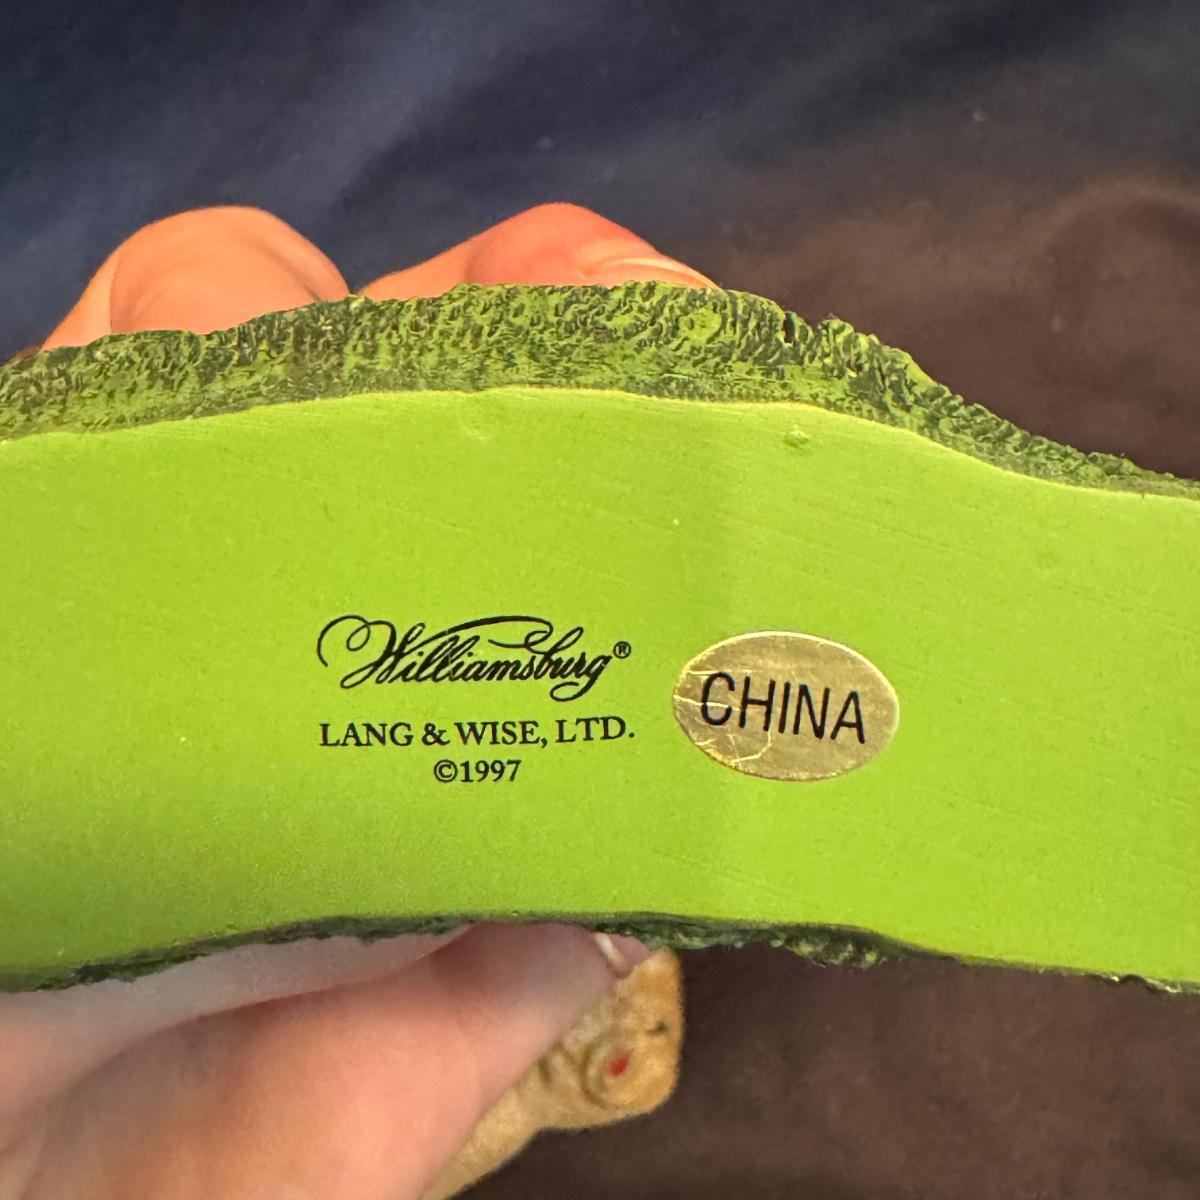 Williamsburg®
LANG & WISE, LTD.
©1997
CHINA